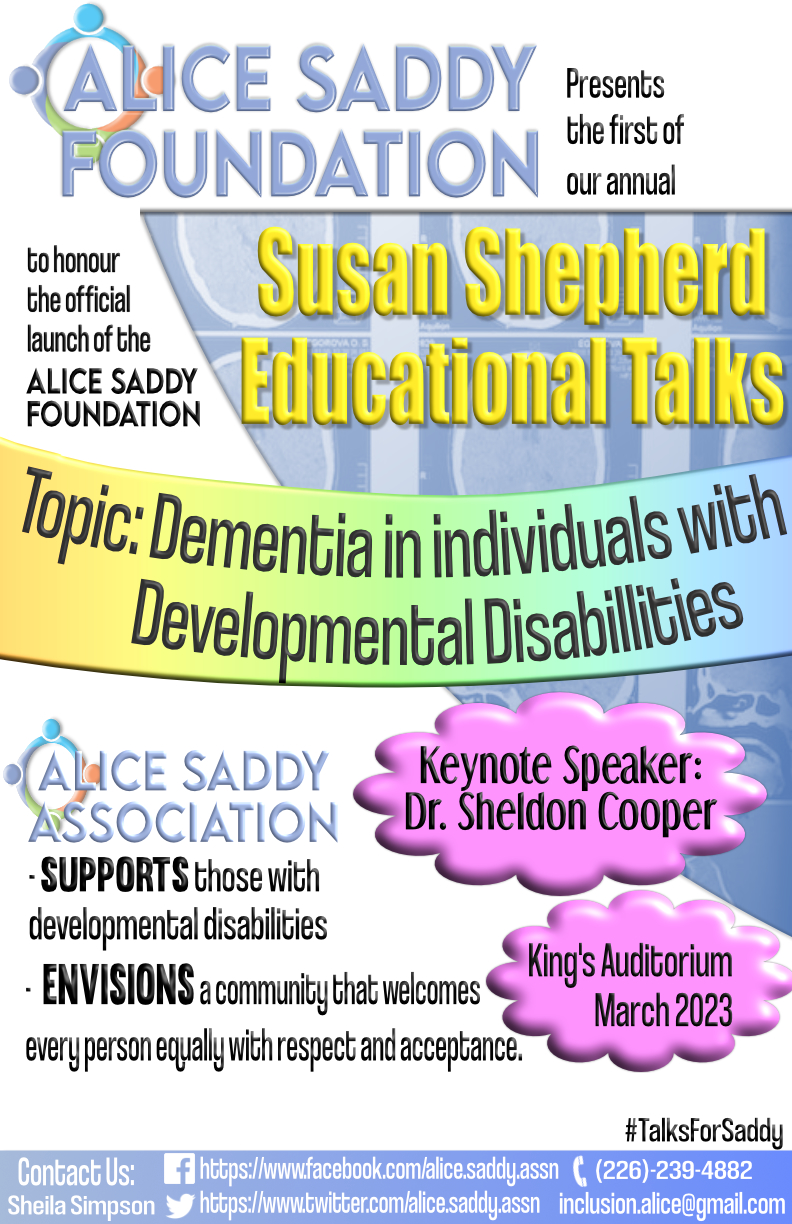 ALICE SADDY
FOUNDATION
Presents
the first of
our annual
to honour
the official
launch of the
ALICE SADDY
FOUNDATION
Susan Shepherd
Educational Talks
Topic: Dementia in individuals with
Developmental Disabillities
ALICE SADDY
ASSOCIATION
- SUPPORTS those with
developmental disabilities
- ENVISIONS a community that welcomes
every person equally with respect and acceptance.
Keynote Speaker:
Dr. Sheldon Cooper
King's Auditorium
March 2023
#TalksForSaddy
Contact Us:
Sheila Simpson
https://www.facebook.com/alice.saddy.assn
https://www.twitter.com/alice.saddy.assn
(226)-239-4882
inclusion.alice@gmail.com